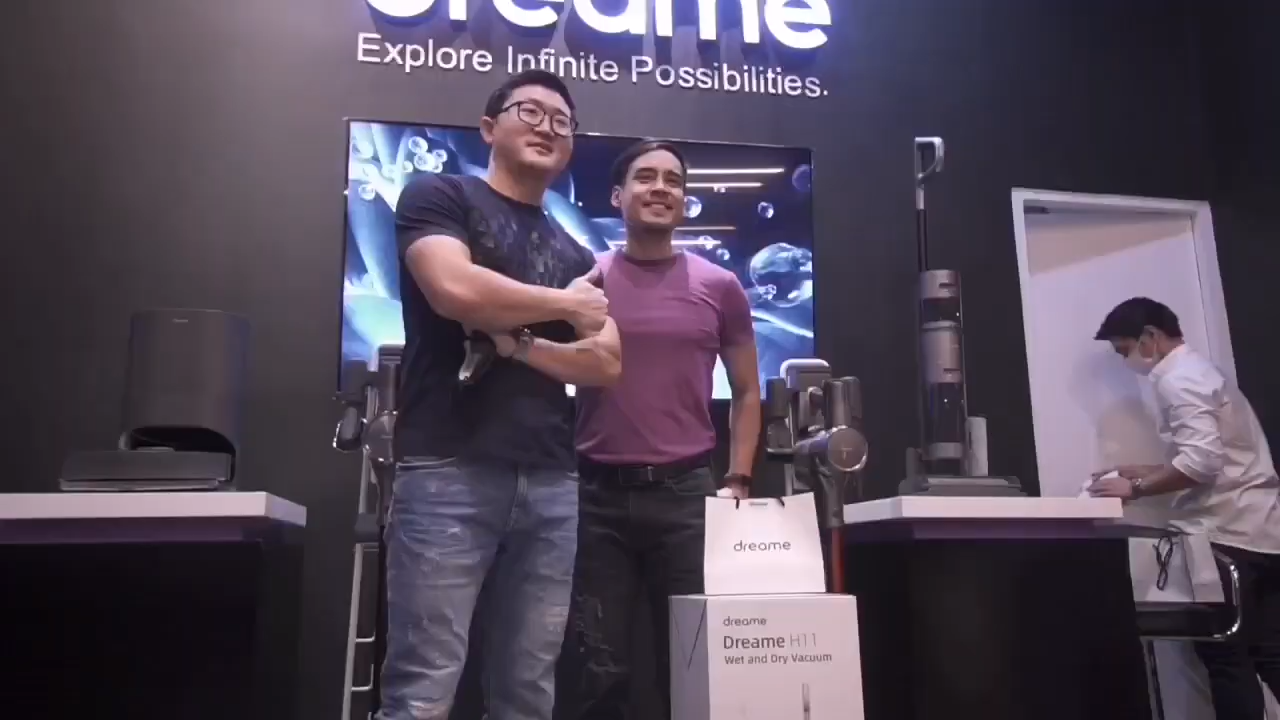 dreame
Explore Infinite Possibilities.
dreame
dreame
Dreame H11
Wet and Dry Vacuum